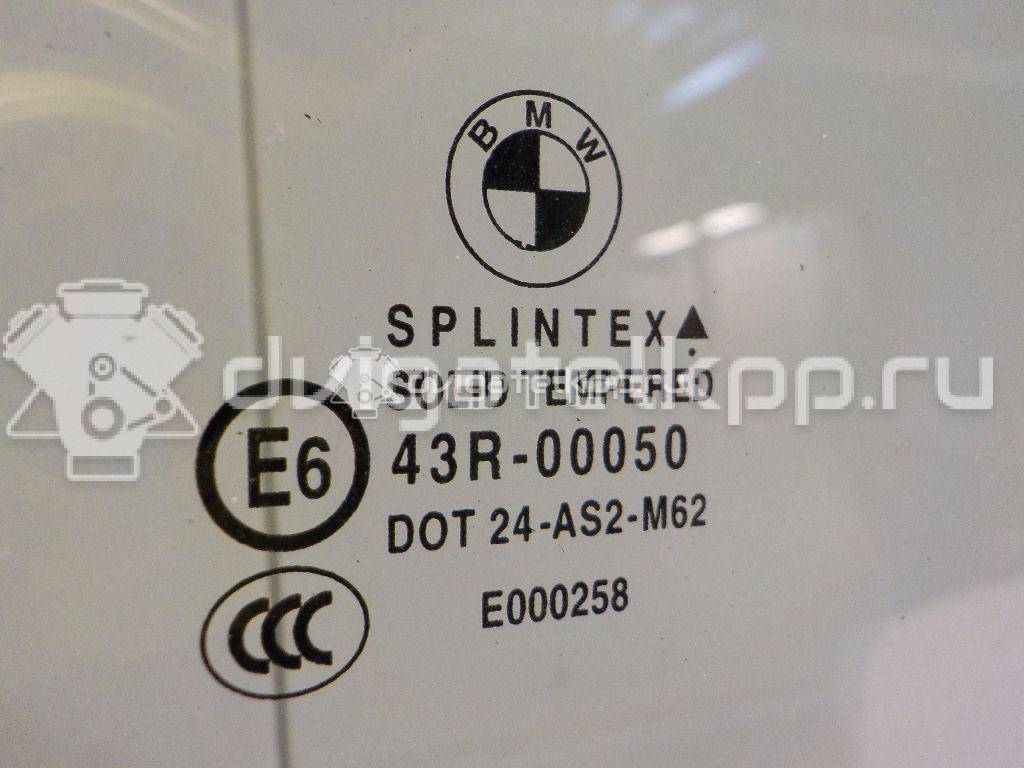 BMW
SPLINTEX
SOLID TEMPERED
dvigatelkpp.ru
E6
43R-00050
DOT 24-AS2-M62
E000258
CCC